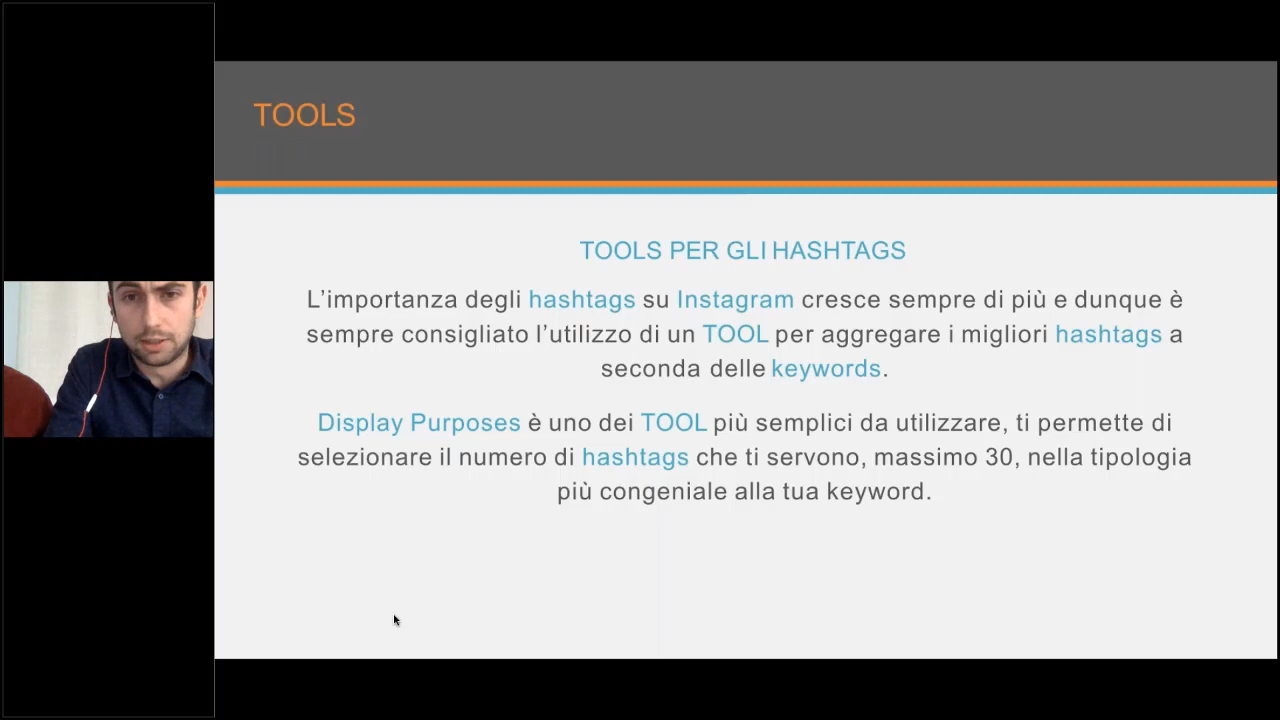 TOOLS
TOOLS PER GLI HASHTAGS
L’importanza degli hashtags su Instagram cresce sempre di più e dunque è
sempre consigliato l’utilizzo di un TOOL per aggregare i migliori hashtags a
seconda delle keywords.
Display Purposes è uno dei TOOL più semplici da utilizzare, ti permette di
selezionare il numero di hashtags che ti servono, massimo 30, nella tipologia
più congeniale alla tua keyword.